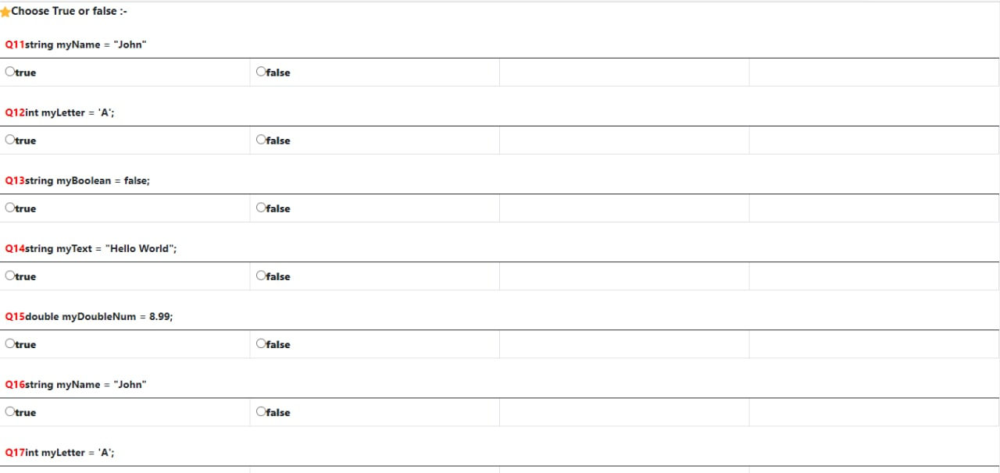 ⭐Choose True or false :-
Q11string myName = "John"
true false
Q12int myLetter = 'A';
true false
Q13string myBoolean = false;
true false
Q14string myText = "Hello World";
true false
Q15double myDoubleNum = 8.99;
true false
Q16string myName = "John"
true false
Q17int myLetter = 'A';